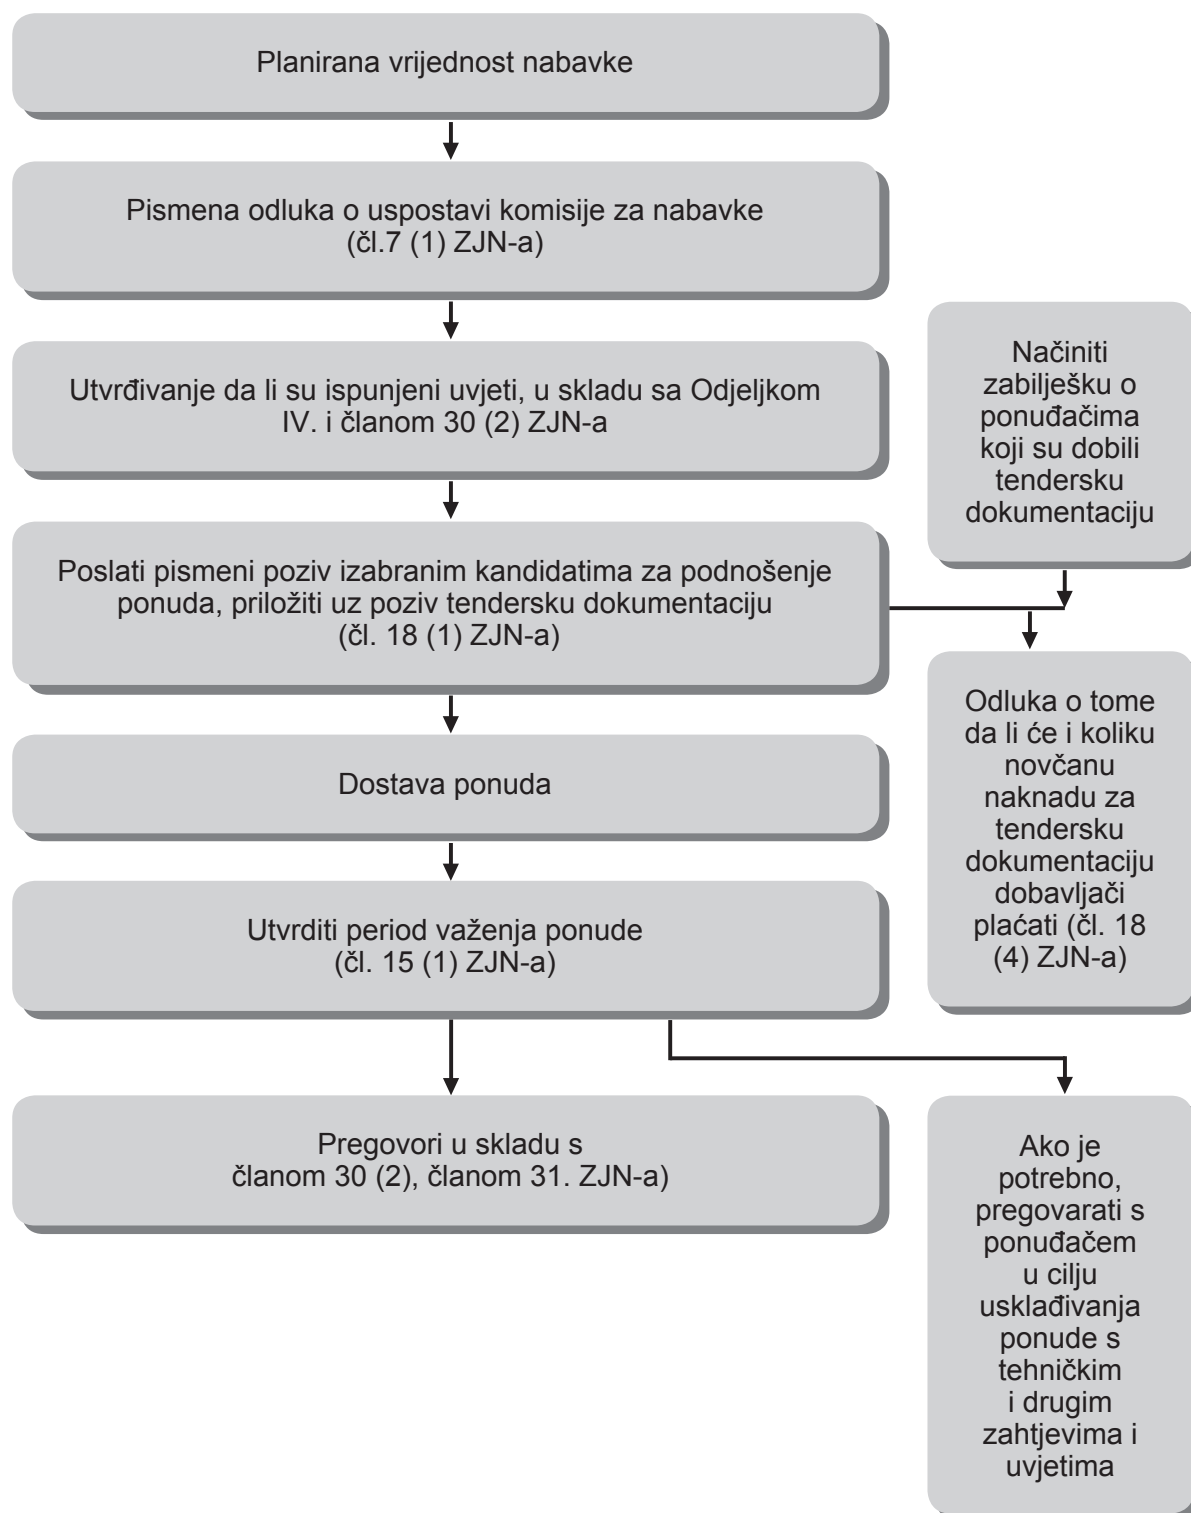 Planirana vrijednost nabavke
Pismena odluka o uspostavi komisije za nabavke
(čl.7 (1) ZJN-a)
Utvrđivanje da li su ispunjeni uvjeti, u skladu sa Odjeljkom
IV. i članom 30 (2) ZJN-a
Načiniti
zabilješku o
ponuđačima
koji su dobili
tendersku
dokumentaciju
Poslati pismeni poziv izabranim kandidatima za podnošenje
ponuda, priložiti uz poziv tendersku dokumentaciju
(čl. 18 (1) ZJN-a)
Odluka o tome
da li će i koliku
novčanu
naknadu za
tendersku
dokumentaciju
dobavljači
plaćati (čl. 18
(4) ZJN-a)
Dostava ponuda
Utvrditi period važenja ponude
(čl. 15 (1) ZJN-a)
Pregovori u skladu s
članom 30 (2), članom 31. ZJN-a)
Ako je
potrebno,
pregovarati s
ponuđačem
u cilju
usklađivanja
ponude s
tehničkim
i drugim
zahtjevima i
uvjetima